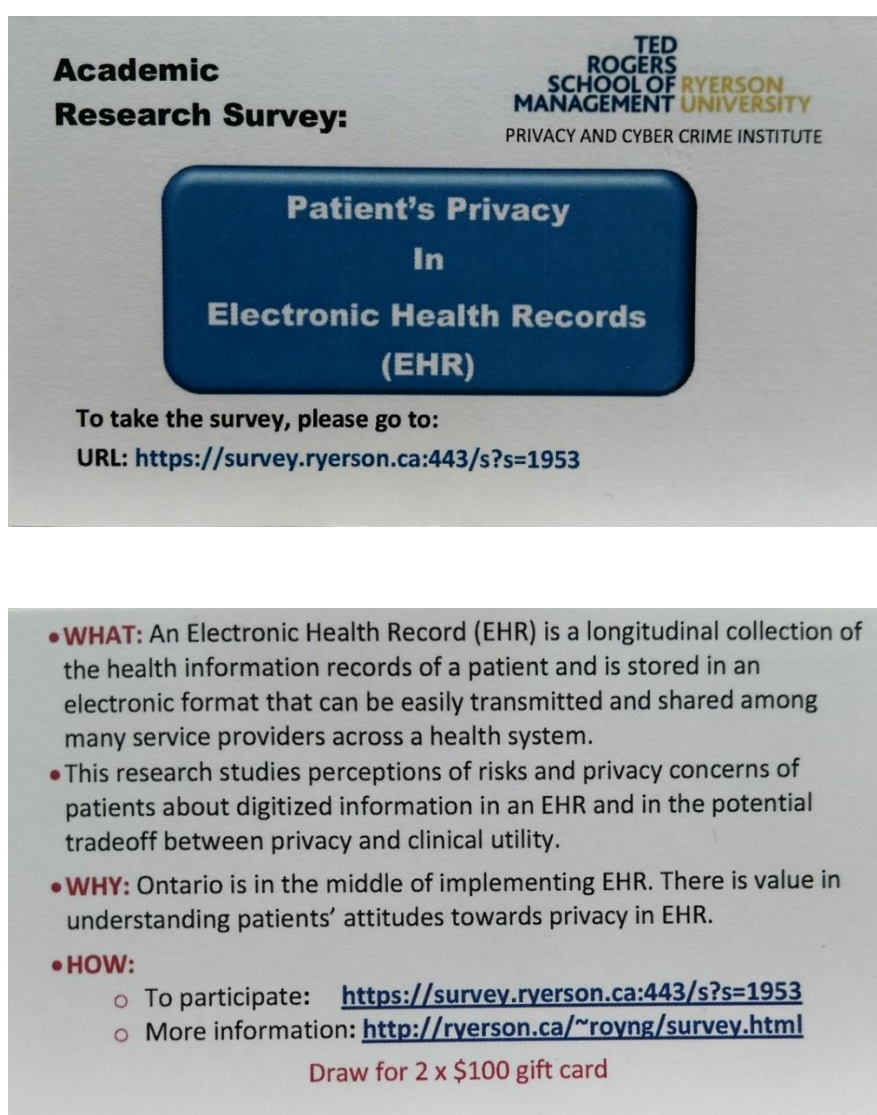 Academic
Research Survey:
TED
ROGERS
SCHOOL OF RYERSON
MANAGEMENT UNIVERSITY
PRIVACY AND CYBER CRIME INSTITUTE
Patient's Privacy
In
Electronic Health Records
(EHR)
To take the survey, please go to:
URL: https://survey.ryerson.ca:443/s?s=1953
•WHAT: An Electronic Health Record (EHR) is a longitudinal collection of
the health information records of a patient and is stored in an
electronic format that can be easily transmitted and shared among
many service providers across a health system.
•This research studies perceptions of risks and privacy concerns of
patients about digitized information in an EHR and in the potential
tradeoff between privacy and clinical utility.
•WHY: Ontario is in the middle of implementing EHR. There is value in
understanding patients' attitudes towards privacy in EHR.
•HOW:
o To participate: https://survey.ryerson.ca:443/s?s=1953
o More information: http://ryerson.ca/~royng/survey.html
Draw for 2 x $100 gift card